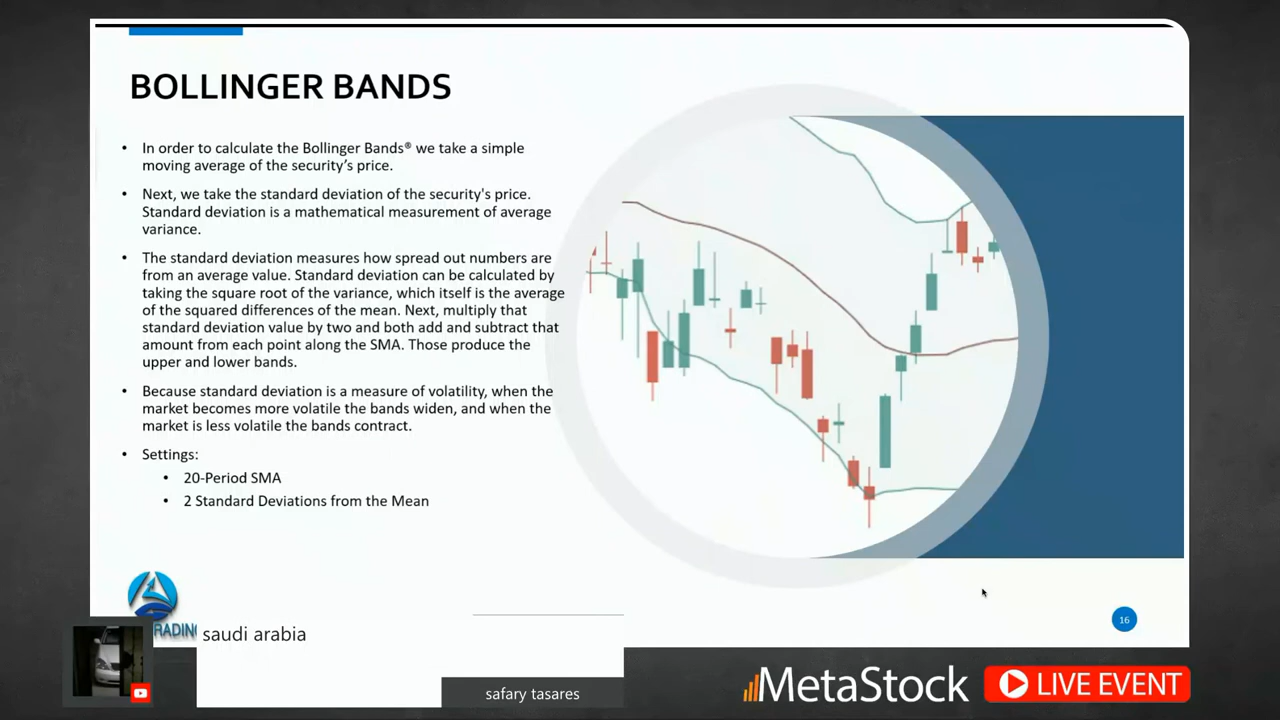 BOLLINGER BANDS
• In order to calculate the Bollinger Bands® we take a simple
moving average of the security’s price.
• Next, we take the standard deviation of the security's price.
Standard deviation is a mathematical measurement of average
variance.
• The standard deviation measures how spread out numbers are
from an average value. Standard deviation can be calculated by
taking the square root of the variance, which itself is the average
of the squared differences of the mean. Next, multiply that
standard deviation value by two and both add and subtract that
amount from each point along the SMA. Those produce the
upper and lower bands.
• Because standard deviation is a measure of volatility, when the
market becomes more volatile the bands widen, and when the
market is less volatile the bands contract.
• Settings:
• 20-Period SMA
• 2 Standard Deviations from the Mean
16
saudi arabia
safary tasares
MetaStock
LIVE EVENT